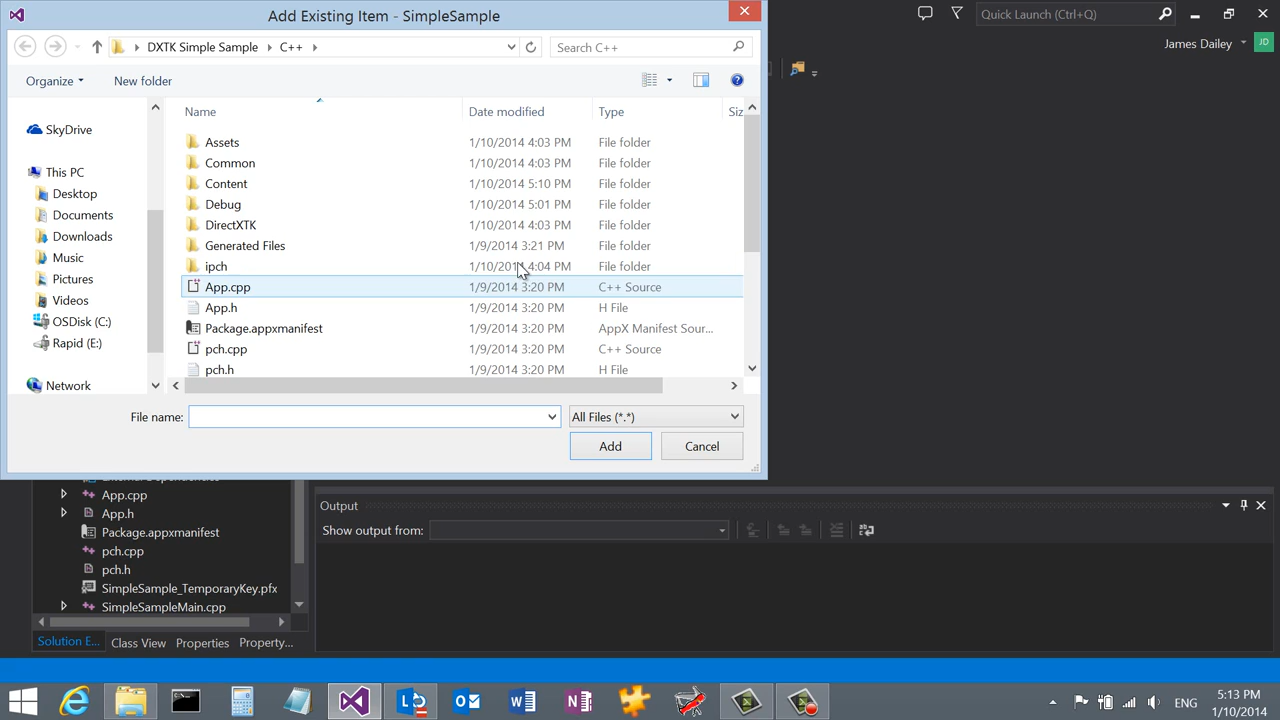 Add Existing Item - SimpleSample
Quick Launch (Ctrl+Q)
DXTK Simple Sample C++
Search C++
James Dailey JD
Organize New folder
Name Date modified Type Siz
SkyDrive
This PC
Desktop
Documents
Downloads
Music
Pictures
Videos
OSDisk (C:)
Rapid (E:)
Network
Assets 1/10/2014 4:03 PM File folder
Common 1/10/2014 4:03 PM File folder
Content 1/10/2014 5:10 PM File folder
Debug 1/10/2014 5:01 PM File folder
DirectXTK 1/10/2014 4:03 PM File folder
Generated Files 1/9/2014 3:21 PM File folder
ipch 1/10/2014 4:04 PM File folder
App.cpp 1/9/2014 3:20 PM C++ Source
App.h 1/9/2014 3:20 PM H File
Package.appxmanifest 1/9/2014 3:20 PM AppX Manifest Sour...
pch.cpp 1/9/2014 3:20 PM C++ Source
pch.h 1/9/2014 3:20 PM H File
File name: All Files (*.*)
Add Cancel
External Dependencies
App.cpp
App.h
Package.appxmanifest
pch.cpp
pch.h
SimpleSample_TemporaryKey.pfx
SimpleSampleMain.cpp
Solution E... Class View Properties Property...
Output
Show output from:
ENG
5:13 PM
1/10/2014